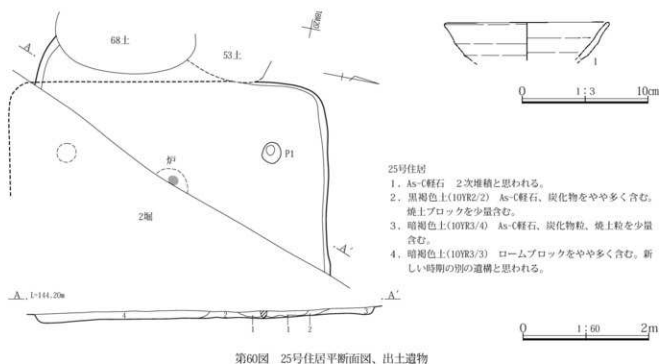 A
68土
53土
調査区
P1
炉
2堀
A'
A L=144.20m A'
4 2 3
1 1 2
1
0 1:3 10cm
25号住居
1. As-C軽石 2次堆積と思われる。
2. 黒褐色土(10YR2/2) As-C軽石、炭化物をやや多く含む。
焼土ブロックを少量含む。
3. 暗褐色土(10YR3/4) As-C軽石、炭化物粒、焼土粒を少量
含む。
4. 暗褐色土(10YR3/3) ロームブロックをやや多く含む。新
しい時期の別の遺構と思われる。
0 1:60 2m
第60図 25号住居平断面図、出土遺物